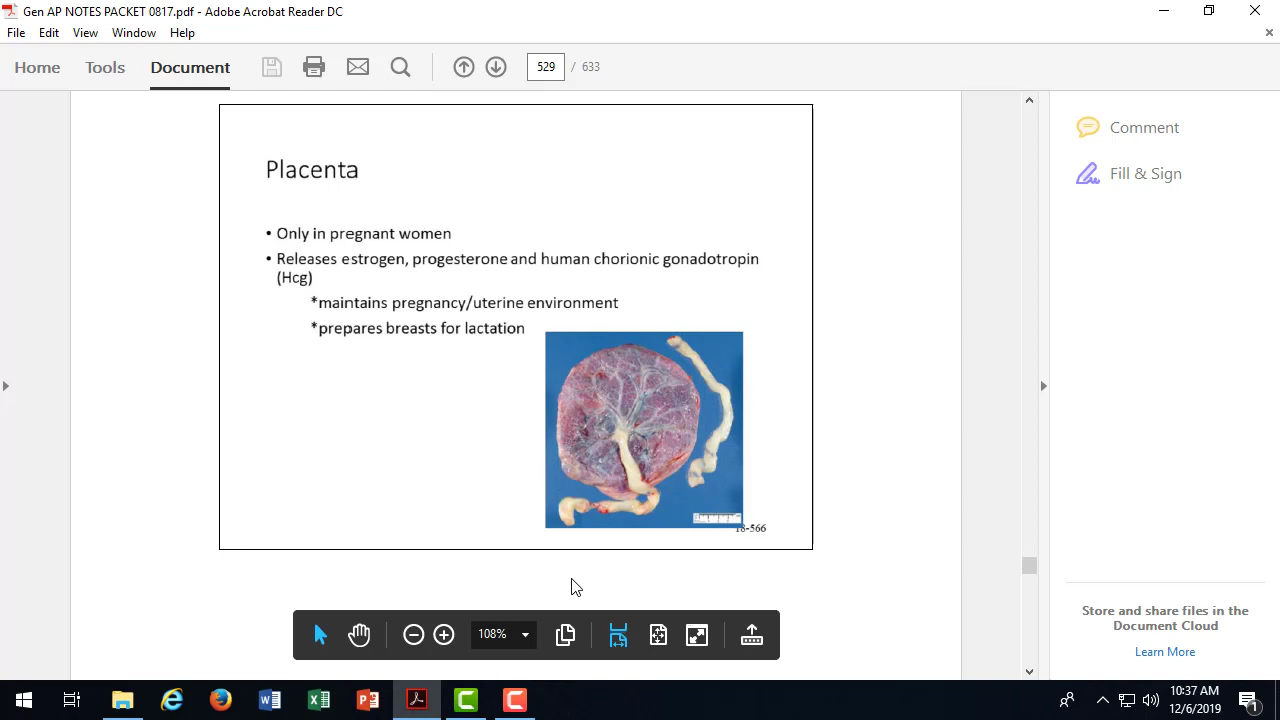 Gen AP NOTES PACKET 0817.pdf - Adobe Acrobat Reader DC
File Edit View Window Help
Home Tools Document 529 / 633
Comment
Fill & Sign
Placenta
• Only in pregnant women
• Releases estrogen, progesterone and human chorionic gonadotropin
(Hcg)
*maintains pregnancy/uterine environment
*prepares breasts for lactation
18-566
108%
Store and share files in the
Document Cloud
Learn More
10:37 AM
12/6/2019
1